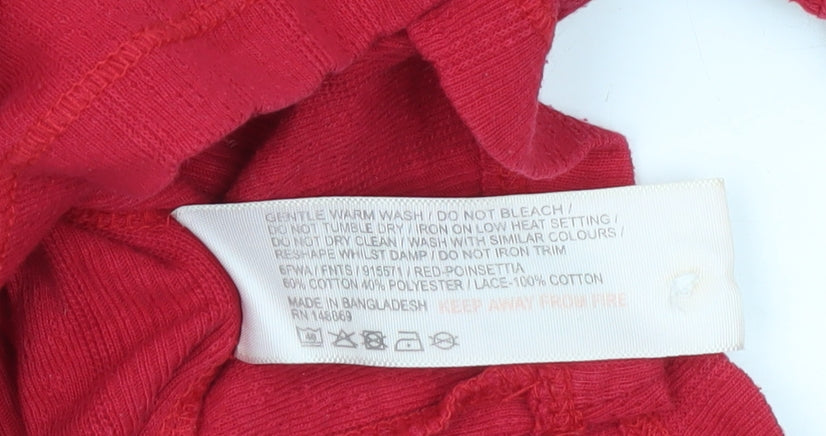 GENTLE WARM WASH / DO NOT BLEACH /
DO NOT TUMBLE DRY / IRON ON LOW HEAT SETTING /
DO NOT DRY CLEAN / WASH WITH SIMILAR COLOURS /
RESHAPE WHILST DAMP / DO NOT IRON TRIM
6FWA / FNTS / 915571 / RED-POINSETTIA
60% COTTON 40% POLYESTER / LACE-100% COTTON
MADE IN BANGLADESH KEEP AWAY FROM FIRE
RN 148069
40